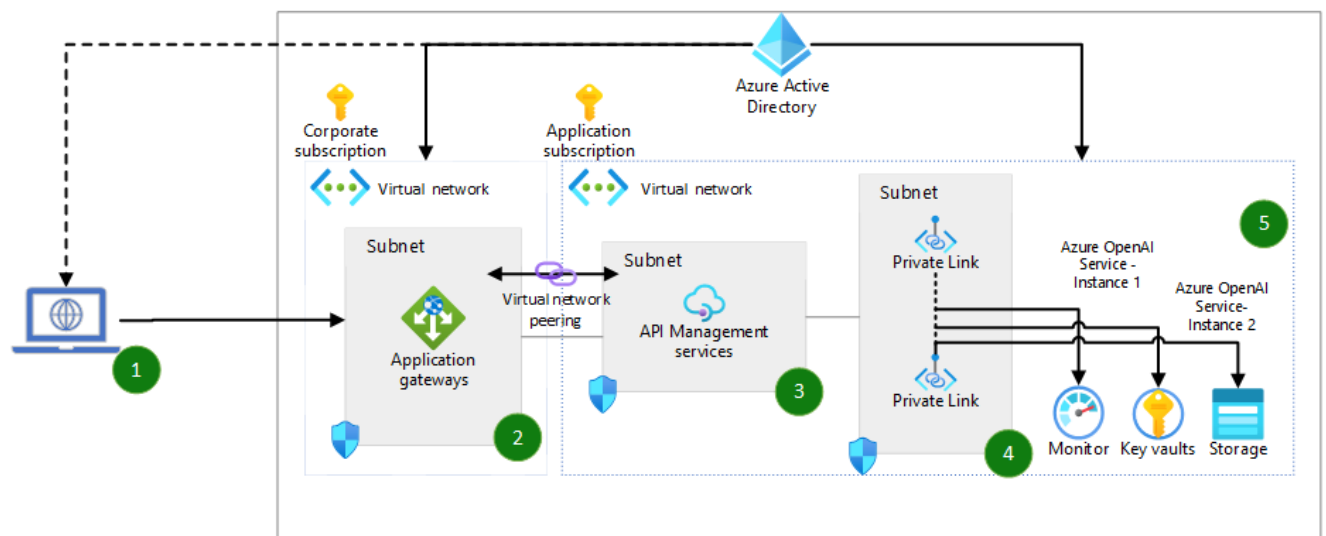 Azure Active
Directory
Corporate
subscription
Application
subscription
Virtual network
Virtual network
Subnet
5
Subnet
Subnet
Private Link
Azure OpenAI
Service -
Instance 1
Azure OpenAI
Service-
Instance 2
Virtual network
peering
API Management
services
Application
gateways
1
3
Private Link
2
4
Monitor
Key vaults
Storage